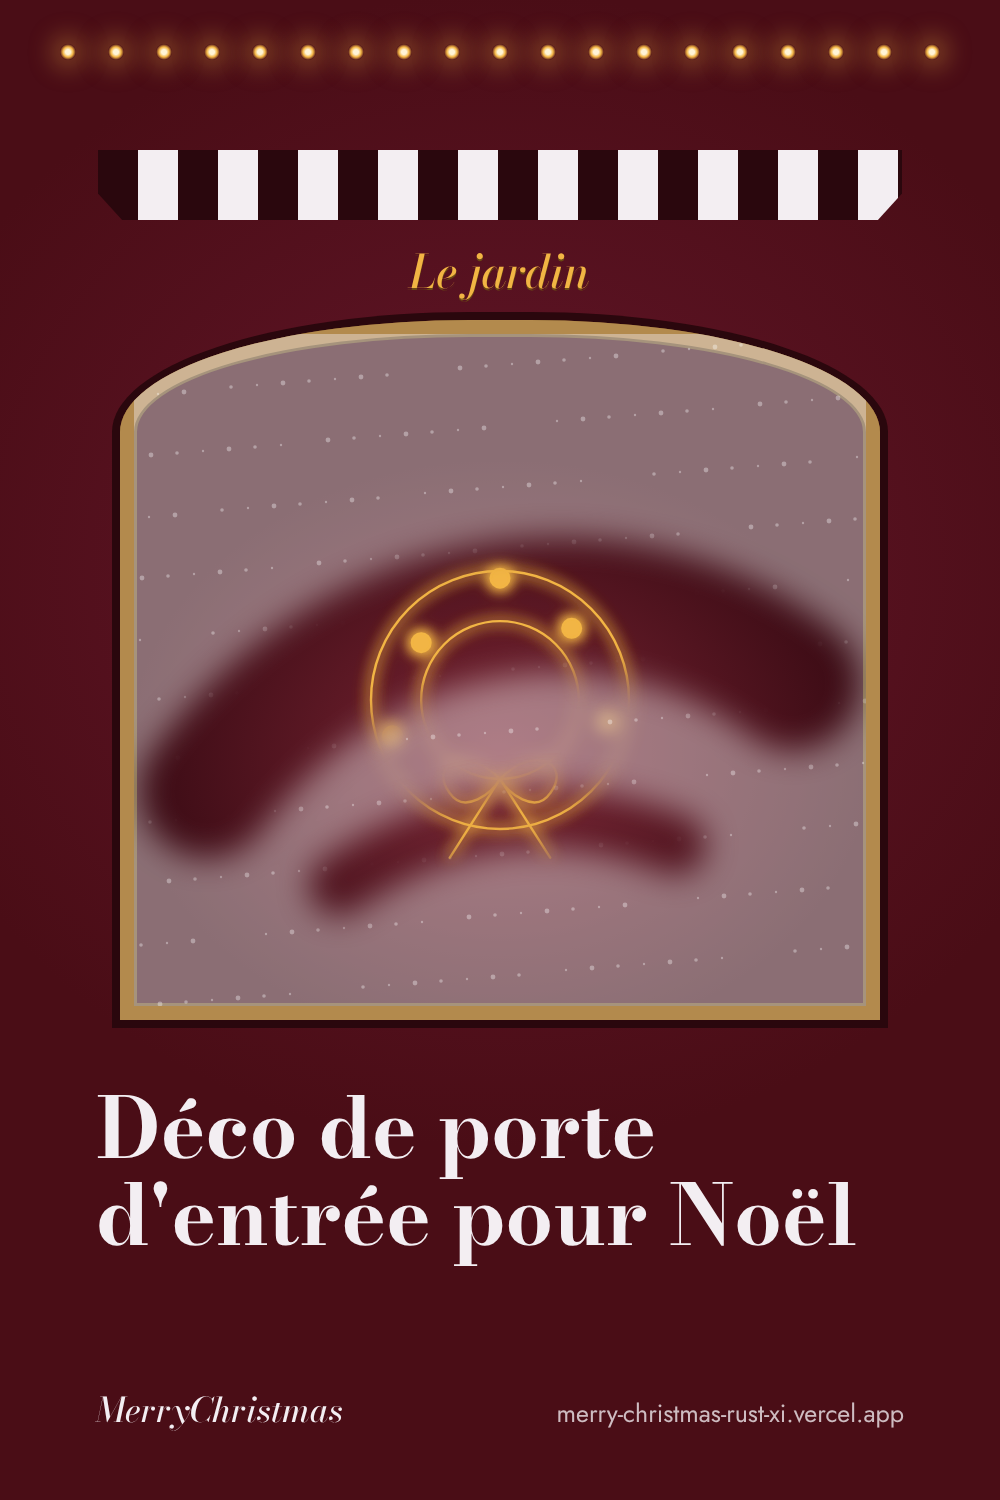 Le jardin
Déco de porte
d'entrée pour Noël
MerryChristmas
merry-christmas-rust-xi.vercel.app